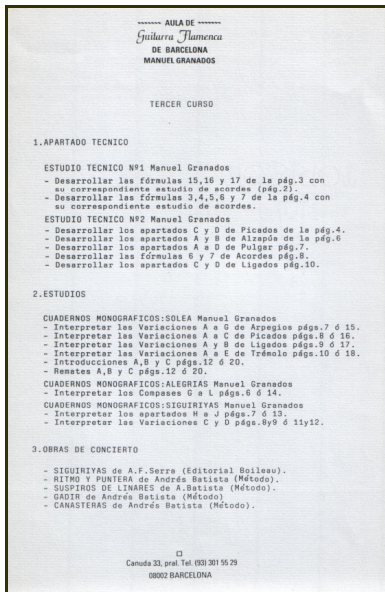 AULA DE
Guitarra Flamenca
DE BARCELONA
MANUEL GRANADOS
TERCER CURSO
1.APARTADO TECNICO
ESTUDIO TECNICO Nº1 Manuel Granados
- Desarrollar las fórmulas 15,16 y 17 de la pág.3 con
su correspondiente estudio de acordes (pág.2).
- Desarrollar las fórmulas 3,4,5,6 y 7 de la pág.4 con
su correspondiente estudio de acordes.
ESTUDIO TECNICO Nº2 Manuel Granados
- Desarrollar los apartados C y D de Picados de la pág.4.
- Desarrollar los apartados A y B de Alzapúa de la pág.6
- Desarrollar los apartados A a D de Pulgar pág.7.
- Desarrollar las fórmulas 6 y 7 de Acordes pág.8.
- Desarrollar los apartados C y D de Ligados pág.10.
2.ESTUDIOS
CUADERNOS MONOGRAFICOS:SOLEA Manuel Granados
- Interpretar las Variaciones A a G de Arpegios págs.7 ó 15.
- Interpretar las Variaciones A a C de Picados págs.8 ó 16.
- Interpretar las Variaciones A y B de Ligados págs.9 ó 17.
- Interpretar las Variaciones A a E de Trémolo págs.10 ó 18.
- Introducciones A,B y C págs.12 ó 20.
- Remates A,B y C págs.12 ó 20.
CUADERNOS MONOGRAFICOS:ALEGRIAS Manuel Granados
- Interpretar los Compases G a L págs.6 ó 14.
CUADERNOS MONOGRAFICOS:SIGUIRIYAS Manuel Granados
- Interpretar los apartados H a J págs.7 ó 13.
- Interpretar las Variaciones C y D págs.8y9 ó 11y12.
3.OBRAS DE CONCIERTO
- SIGUIRIYAS de A.F.Serra (Editorial Boileau).
- RITMO Y PUNTERA de Andrés Batista (Método).
- SUSPIROS DE LINARES de A.Batista (Método).
- GADIR de Andrés Batista (Método)
- CANASTERAS de Andrés Batista (Método).
Canuda 33, pral. Tel. (93) 301 55 29
08002 BARCELONA